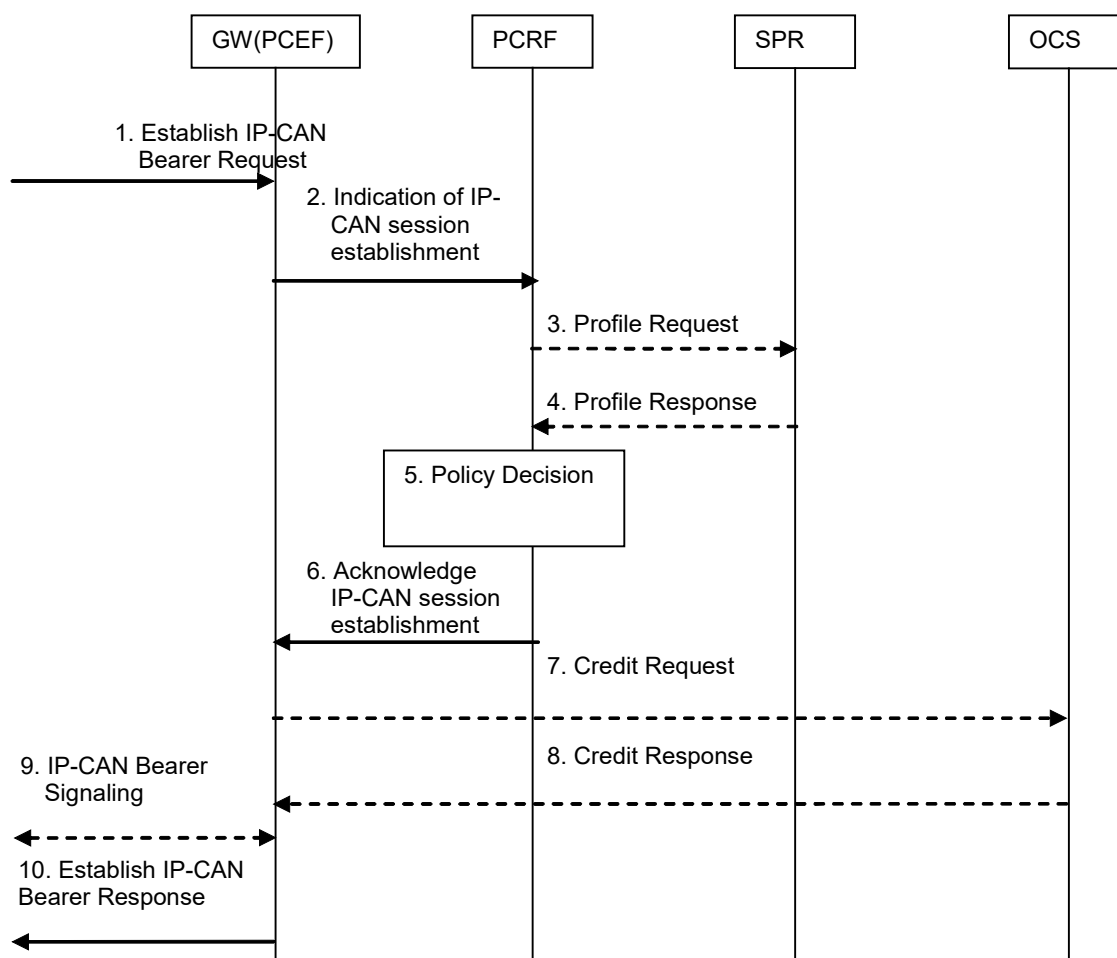 GW(PCEF)
PCRF
SPR
OCS
1. Establish IP-CAN
Bearer Request
2. Indication of IP-
CAN session
establishment
3. Profile Request
4. Profile Response
5. Policy Decision
6. Acknowledge
IP-CAN session
establishment
7. Credit Request
8. Credit Response
9. IP-CAN Bearer
Signaling
10. Establish IP-CAN
Bearer Response